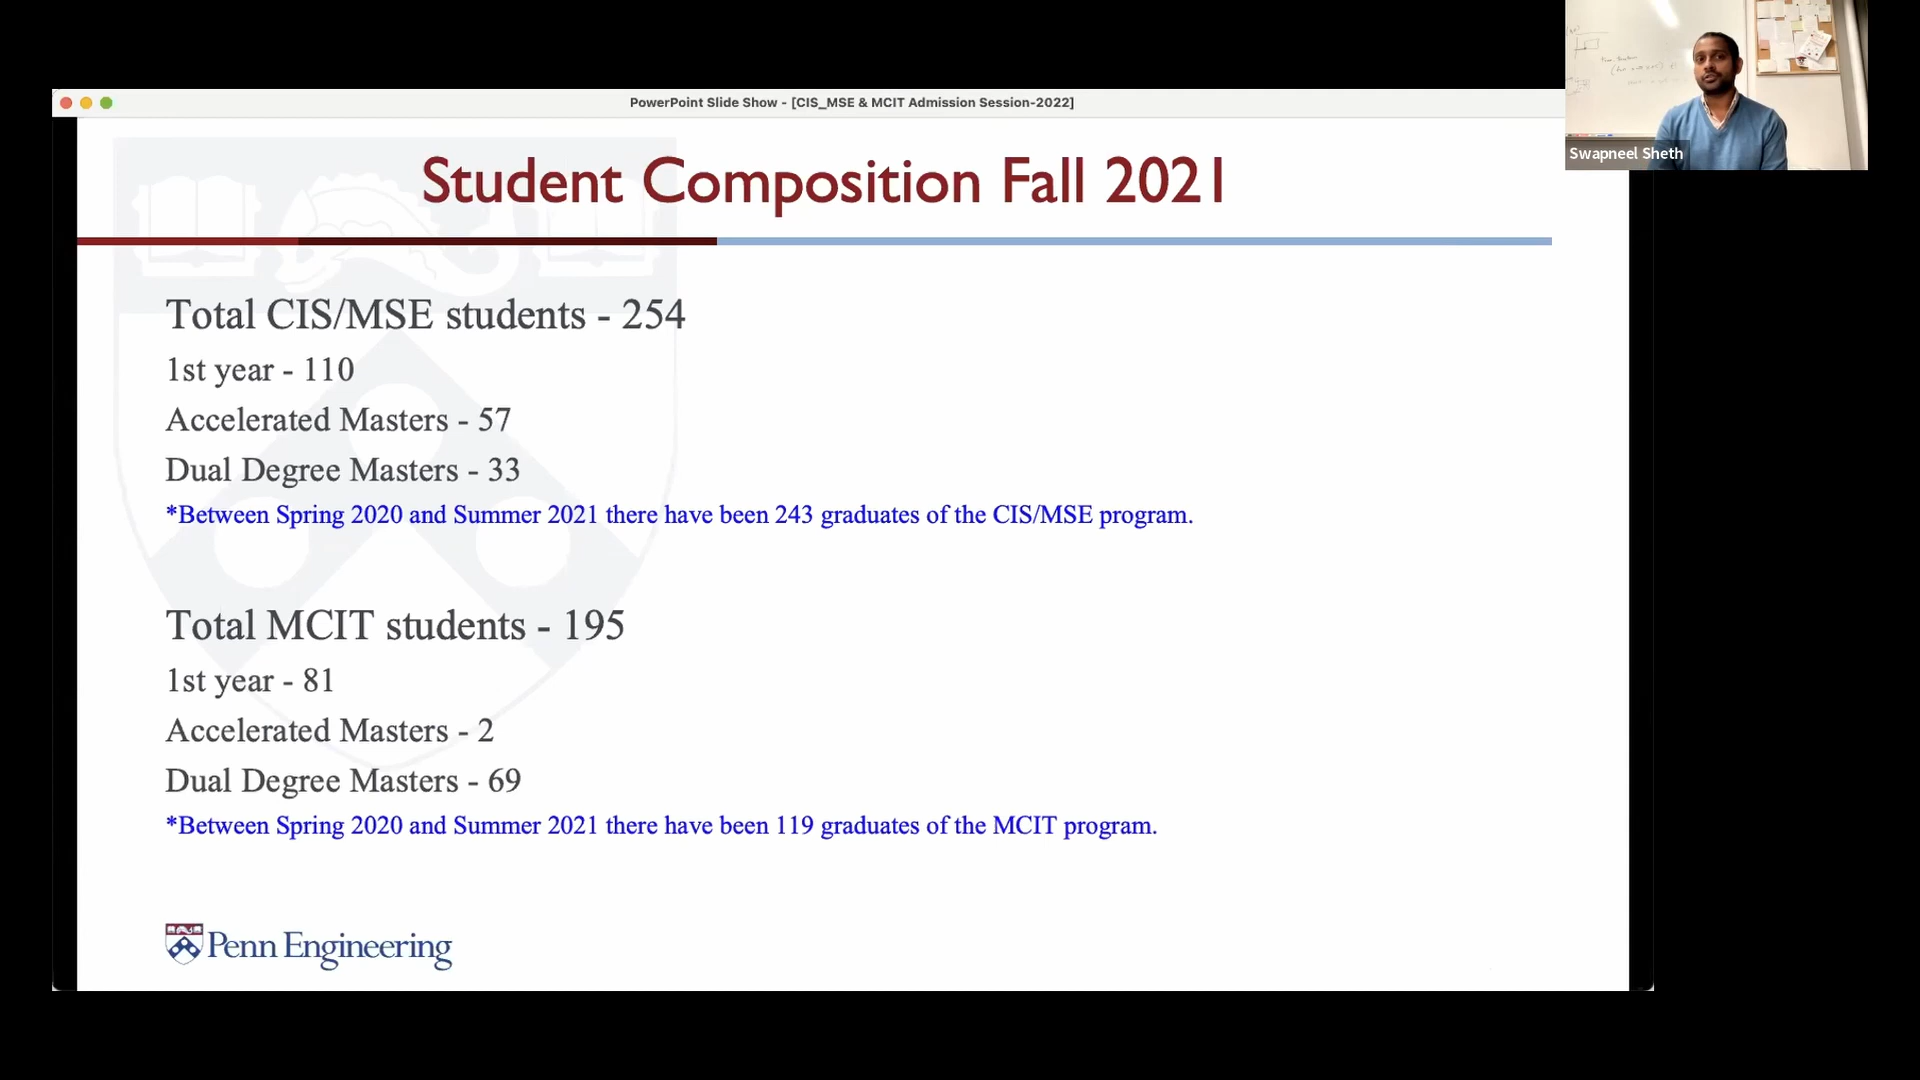 PowerPoint Slide Show - [CIS_MSE & MCIT Admission Session-2022]
Swapneel Sheth
Student Composition Fall 2021
Total CIS/MSE students - 254
1st year - 110
Accelerated Masters - 57
Dual Degree Masters - 33
*Between Spring 2020 and Summer 2021 there have been 243 graduates of the CIS/MSE program.
Total MCIT students - 195
1st year - 81
Accelerated Masters - 2
Dual Degree Masters - 69
*Between Spring 2020 and Summer 2021 there have been 119 graduates of the MCIT program.
Penn Engineering